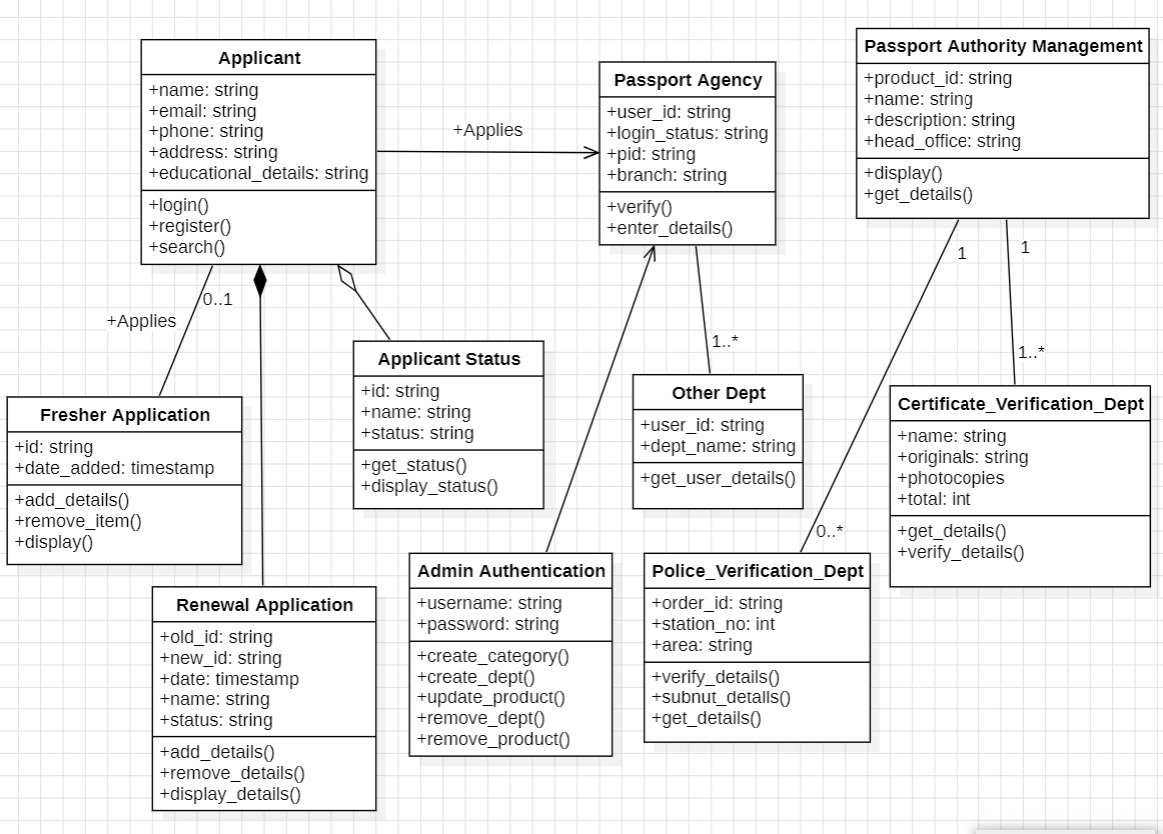 Applicant
+name: string
+email: string
+phone: string
+address: string
+educational_details: string
+login()
+register()
+search()
+Applies
Passport Agency
+user_id: string
+login_status: string
+pid: string
+branch: string
+verify()
+enter_details()
Passport Authority Management
+product_id: string
+name: string
+description: string
+head_office: string
+display()
+get_details()
0..1
+Applies
1
1
1..*
1..*
0..*
Fresher Application
+id: string
+date_added: timestamp
+add_details()
+remove_item()
+display()
Applicant Status
+id: string
+name: string
+status: string
+get_status()
+display_status()
Other Dept
+user_id: string
+dept_name: string
+get_user_details()
Certificate_Verification_Dept
+name: string
+originals: string
+photocopies
+total: int
+get_details()
+verify_details()
Renewal Application
+old_id: string
+new_id: string
+date: timestamp
+name: string
+status: string
+add_details()
+remove_details()
+display_details()
Admin Authentication
+username: string
+password: string
+create_category()
+create_dept()
+update_product()
+remove_dept()
+remove_product()
Police_Verification_Dept
+order_id: string
+station_no: int
+area: string
+verify_details()
+subnut_detalls()
+get_details()